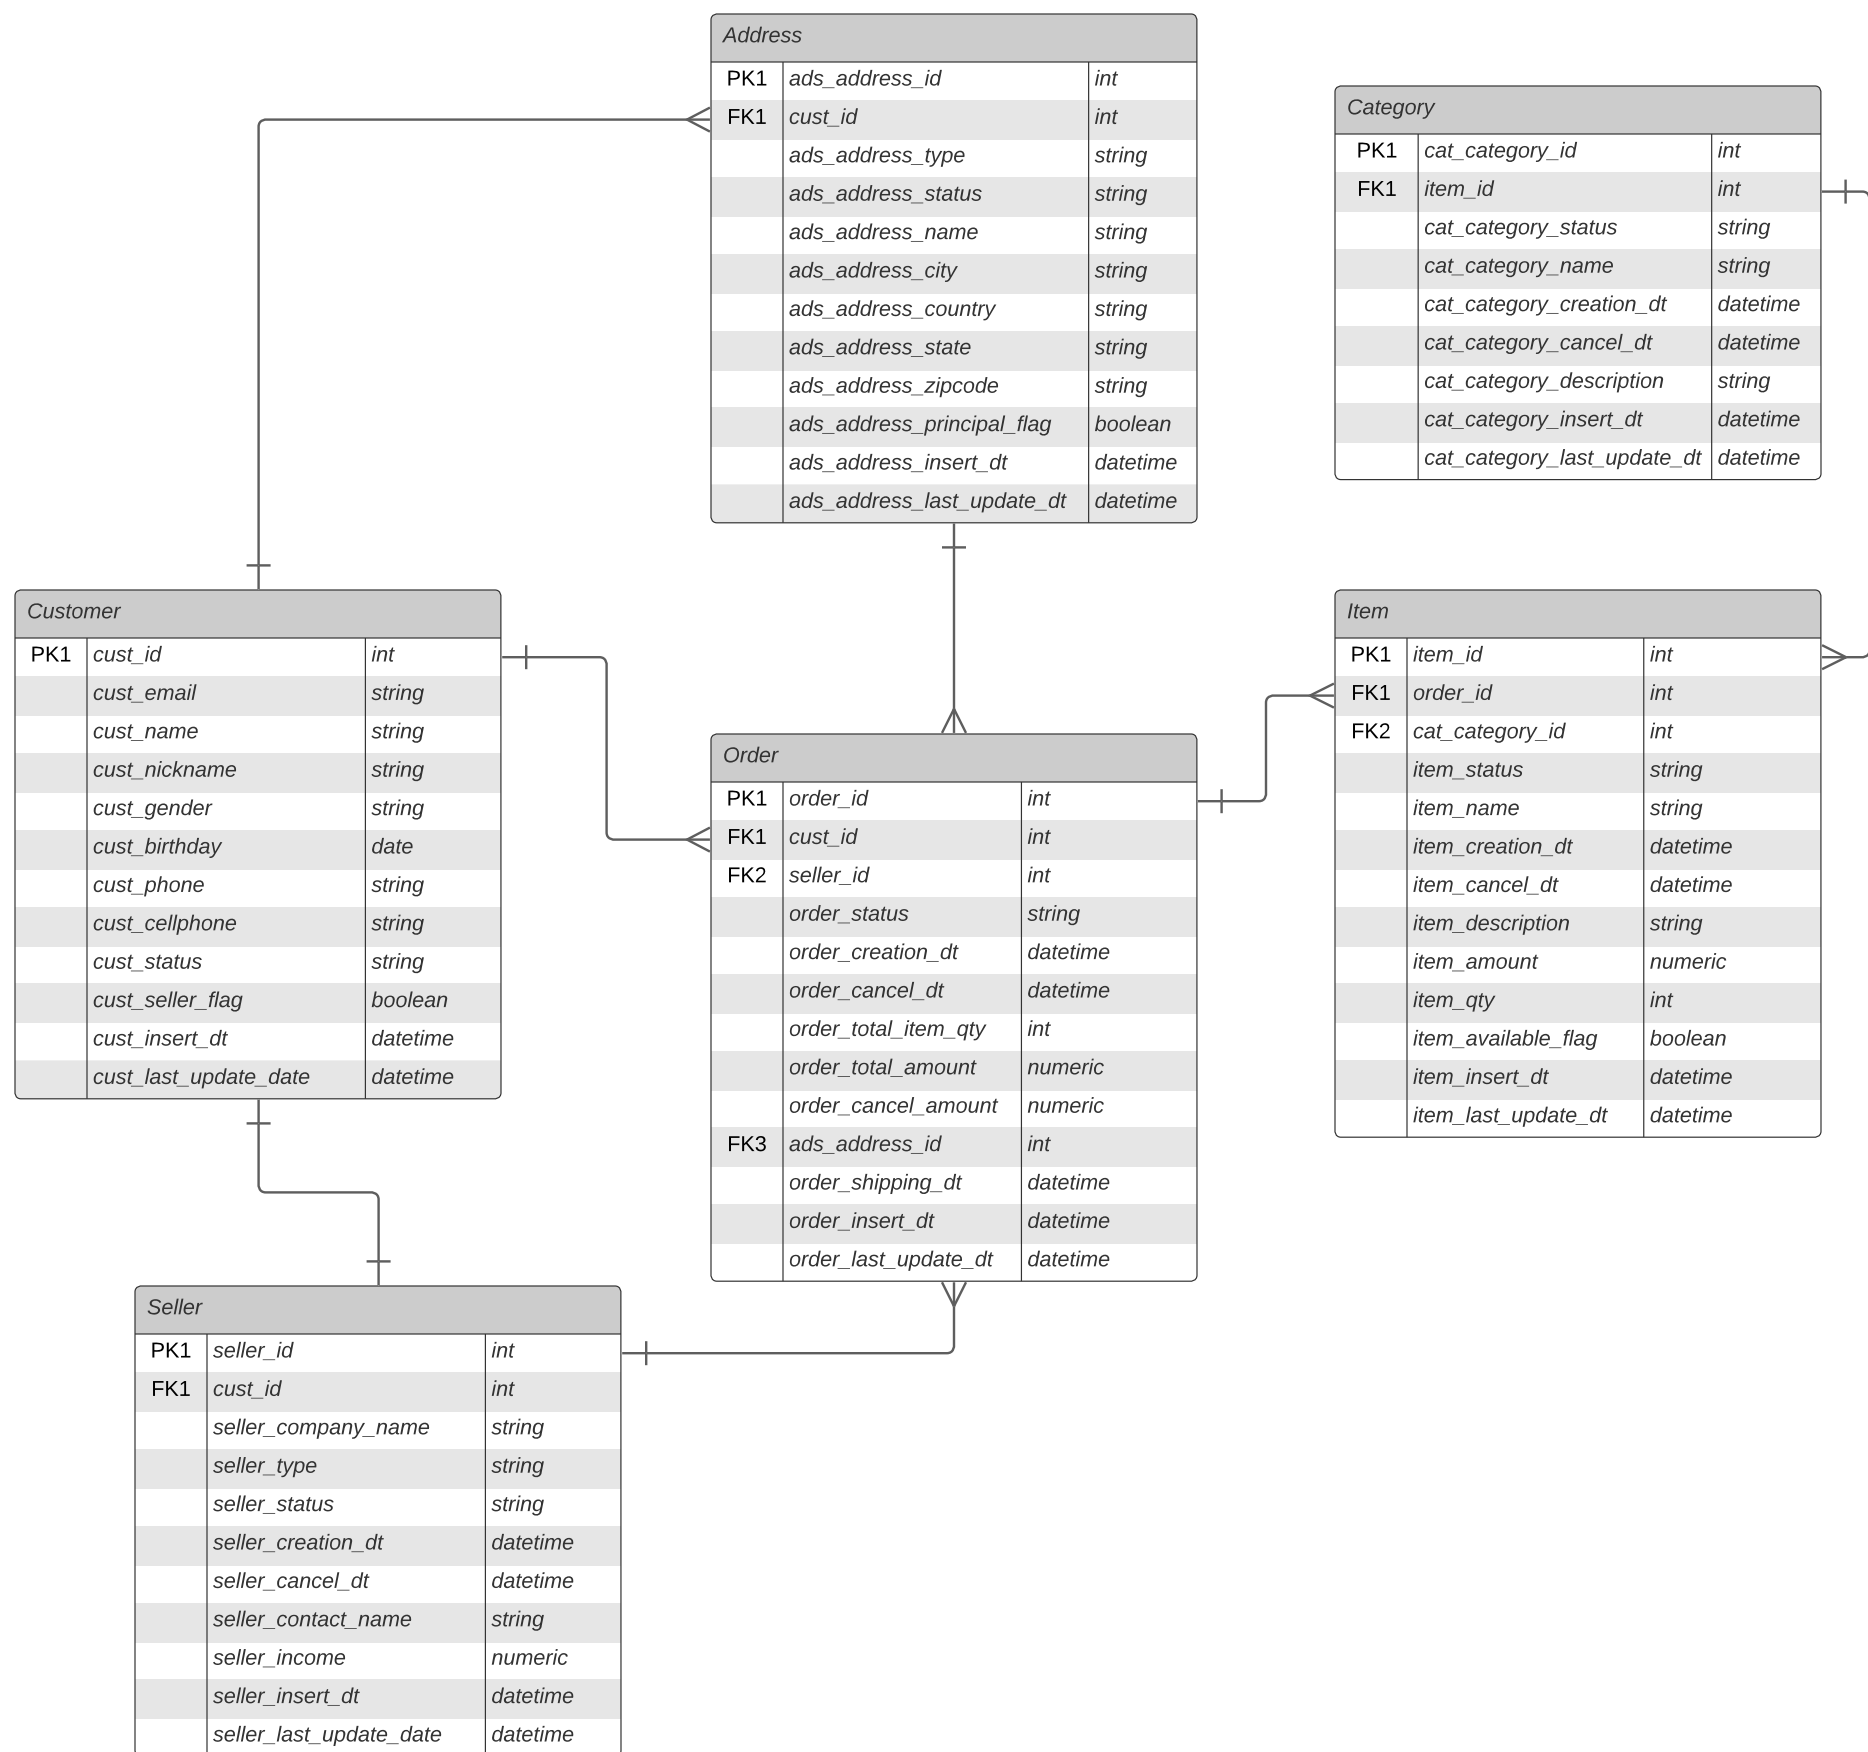 Address
PK1 ads_address_id int
FK1 cust_id int
ads_address_type string
ads_address_status string
ads_address_name string
ads_address_city string
ads_address_country string
ads_address_state string
ads_address_zipcode string
ads_address_principal_flag boolean
ads_address_insert_dt datetime
ads_address_last_update_dt datetime
Category
PK1 cat_category_id int
FK1 item_id int
cat_category_status string
cat_category_name string
cat_category_creation_dt datetime
cat_category_cancel_dt datetime
cat_category_description string
cat_category_insert_dt datetime
cat_category_last_update_dt datetime
Customer
PK1 cust_id int
cust_email string
cust_name string
cust_nickname string
cust_gender string
cust_birthday date
cust_phone string
cust_cellphone string
cust_status string
cust_seller_flag boolean
cust_insert_dt datetime
cust_last_update_date datetime
Order
PK1 order_id int
FK1 cust_id int
FK2 seller_id int
order_status string
order_creation_dt datetime
order_cancel_dt datetime
order_total_item_qty int
order_total_amount numeric
order_cancel_amount numeric
FK3 ads_address_id int
order_shipping_dt datetime
order_insert_dt datetime
order_last_update_dt datetime
Item
PK1 item_id int
FK1 order_id int
FK2 cat_category_id int
item_status string
item_name string
item_creation_dt datetime
item_cancel_dt datetime
item_description string
item_amount numeric
item_qty int
item_available_flag boolean
item_insert_dt datetime
item_last_update_dt datetime
Seller
PK1 seller_id int
FK1 cust_id int
seller_company_name string
seller_type string
seller_status string
seller_creation_dt datetime
seller_cancel_dt datetime
seller_contact_name string
seller_income numeric
seller_insert_dt datetime
seller_last_update_date datetime